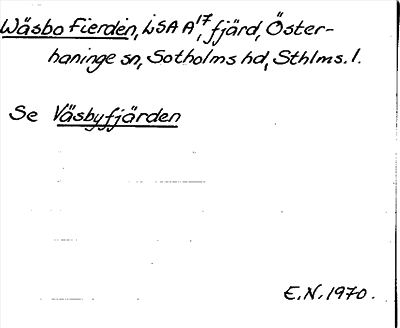 Wäsbo Fierden, LSA A¹⁷, fjärd, Öster-
haninge sn, Sotholms hd, Sthlms. l.
Se Väsbyfjärden
E.N. 1970.